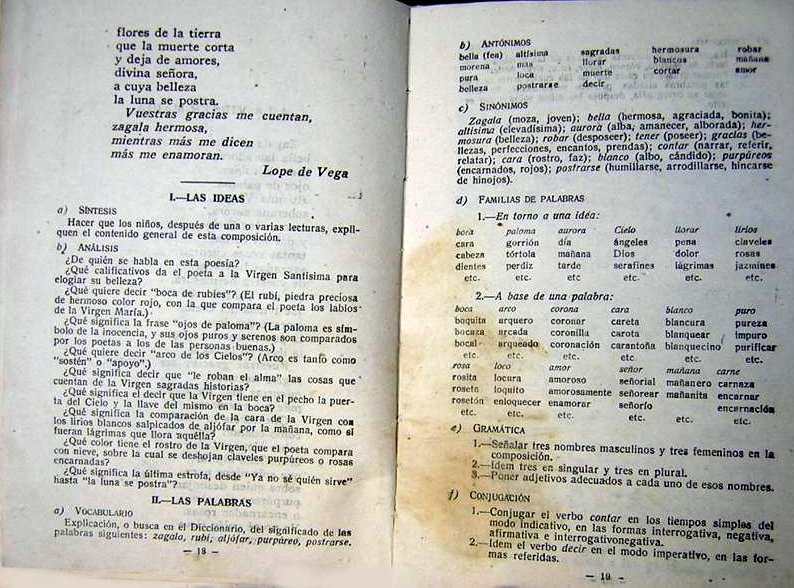 flores de la tierra
que la muerte corta
y deja de amores,
divina señora,
a cuya belleza
la luna se postra.
Vuestras gracias me cuentan,
zagala hermosa,
mientras más me dicen
más me enamoran.
Lope de Vega
I.—LAS IDEAS
a) SÍNTESIS
Hacer que los niños, después de una o varias lecturas, expli-
quen el contenido general de esta composición.
b) ANÁLISIS
¿De quién se habla en esta poesía?
¿Qué calificativos da el poeta a la Virgen Santísima para
elogiar su belleza?
¿Qué quiere decir "boca de rubíes"? (El rubí, piedra preciosa
de hermoso color rojo, con la que compara el poeta los labios
de la Virgen María.)
¿Qué significa la frase "ojos de paloma"? (La paloma es sím-
bolo de la inocencia, y sus ojos puros y serenos son comparados
por los poetas a los de las personas buenas.)
¿Qué quiere decir "arco de los Cielos"? (Arco es tanto como
"sostén" o "apoyo".)
¿Qué significa decir que "le roban el alma" las cosas que
cuentan de la Virgen sagradas historias?
¿Qué significa el decir que la Virgen tiene en el pecho la puer-
ta del Cielo y la llave del mismo en la boca?
¿Qué significa la comparación de la cara de la Virgen con
los lirios blancos salpicados de aljófar por la mañana, como si
fueran lágrimas que llora aquélla?
¿Qué color tiene el rostro de la Virgen, que el poeta compara
con nieve, sobre la cual se deshojan claveles purpúreos o rosas
encarnadas?
¿Qué significa la última estrofa, desde "Ya no sé quién sirve"
hasta "la luna se postra"?
II.—LAS PALABRAS
a) VOCABULARIO
Explicación, o busca en el Diccionario, del significado de las
palabras siguientes: zagala, rubí, aljófar, purpúreo, postrarse.
— 18 —
b) ANTÓNIMOS
bella (fea) altísima sagradas hermosura robar
morena más llorar blancos mañana
pura loca muerte cortar amor
belleza postrarse decir
c) SINÓNIMOS
Zagala (moza, joven); bella (hermosa, agraciada, bonita);
altísima (elevadísima); aurora (alba, amanecer, alborada); her-
mosura (belleza); robar (desposeer); tener (poseer); gracias (be-
llezas, perfecciones, encantos, prendas); contar (narrar, referir,
relatar); cara (rostro, faz); blanco (albo, cándido); purpúreos
(encarnados, rojos); postrarse (humillarse, arrodillarse, hincarse
de hinojos).
d) FAMILIAS DE PALABRAS
1.—En torno a una idea:
boca paloma aurora Cielo llorar lirios
cara gorrión día ángeles pena claveles
cabeza tórtola mañana Dios dolor rosas
dientes perdiz tarde serafines lágrimas jazmines
etc. etc. etc. etc. etc. etc.
2.—A base de una palabra:
boca arco corona cara blanco puro
boquita arquero coronar careta blancura pureza
bocaza arcada coronilla carota blanquear impuro
bocal arqueado coronación carantoña blanquecino purificar
etc. etc. etc. etc. etc. etc.
rosa loco amor señor mañana carne
rosita locura amoroso señorial mañanero carnaza
roseta loquito amorosamente señorear mañanita encarnar
rosetón enloquecer enamorar señorío encarnación
etc. etc. etc. etc. etc. etc.
e) GRAMÁTICA
1.—Señalar tres nombres masculinos y tres femeninos en la
composición.
2.—Idem tres en singular y tres en plural.
3.—Poner adjetivos adecuados a cada uno de esos nombres.
f) CONJUGACIÓN
1.—Conjugar el verbo contar en los tiempos simples del
modo indicativo, en las formas interrogativa, negativa,
afirmativa e interrogativonegativa.
2.—Idem el verbo decir en el modo imperativo, en las for-
mas referidas.
— 19 —